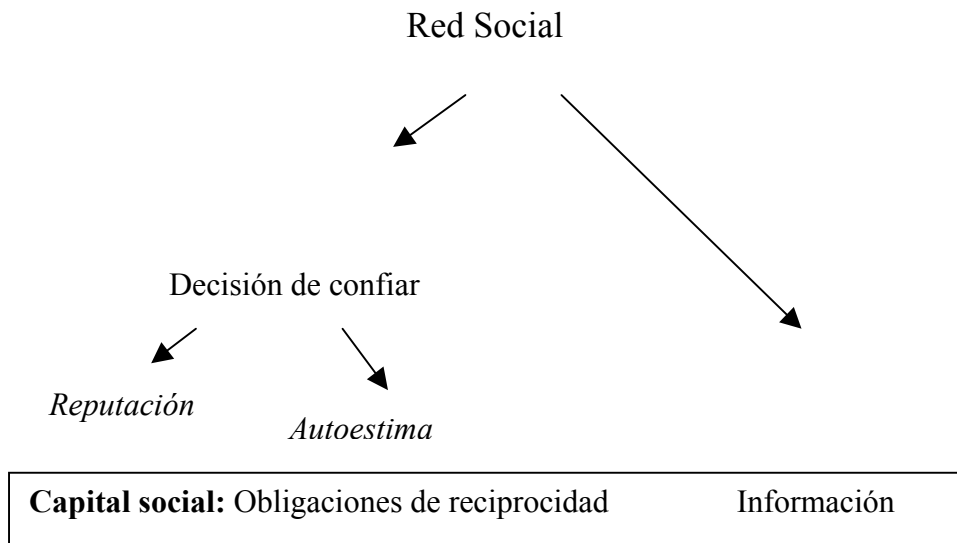 Red Social
Decisión de confiar
Reputación
Autoestima
Capital social: Obligaciones de reciprocidad Información